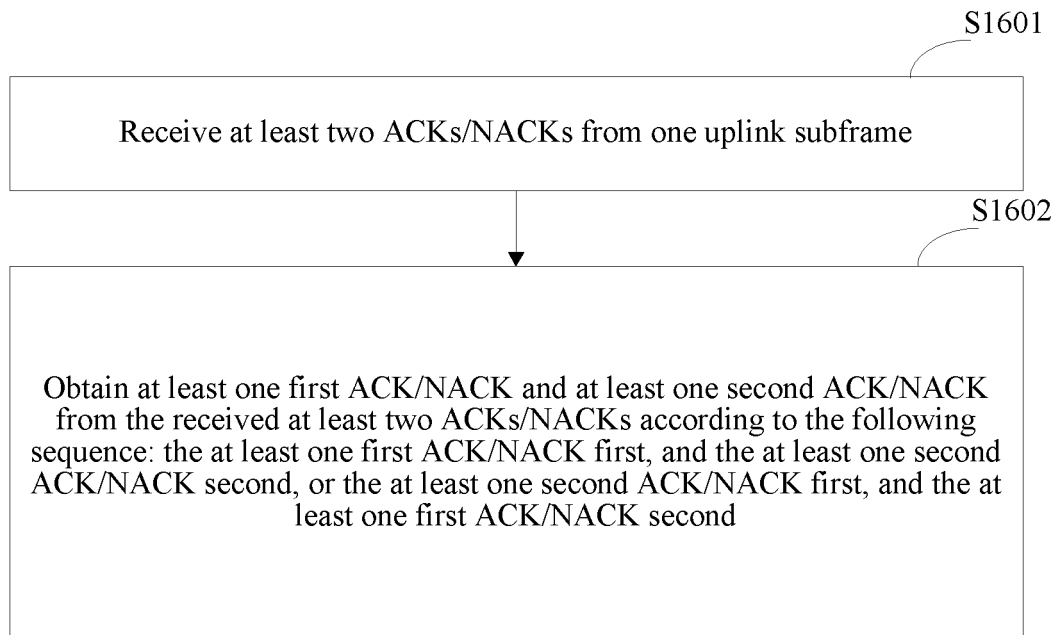 S1601
Receive at least two ACKs/NACKs from one uplink subframe
S1602
Obtain at least one first ACK/NACK and at least one second ACK/NACK
from the received at least two ACKs/NACKs according to the following
sequence: the at least one first ACK/NACK first, and the at least one second
ACK/NACK second, or the at least one second ACK/NACK first, and the at
least one first ACK/NACK second